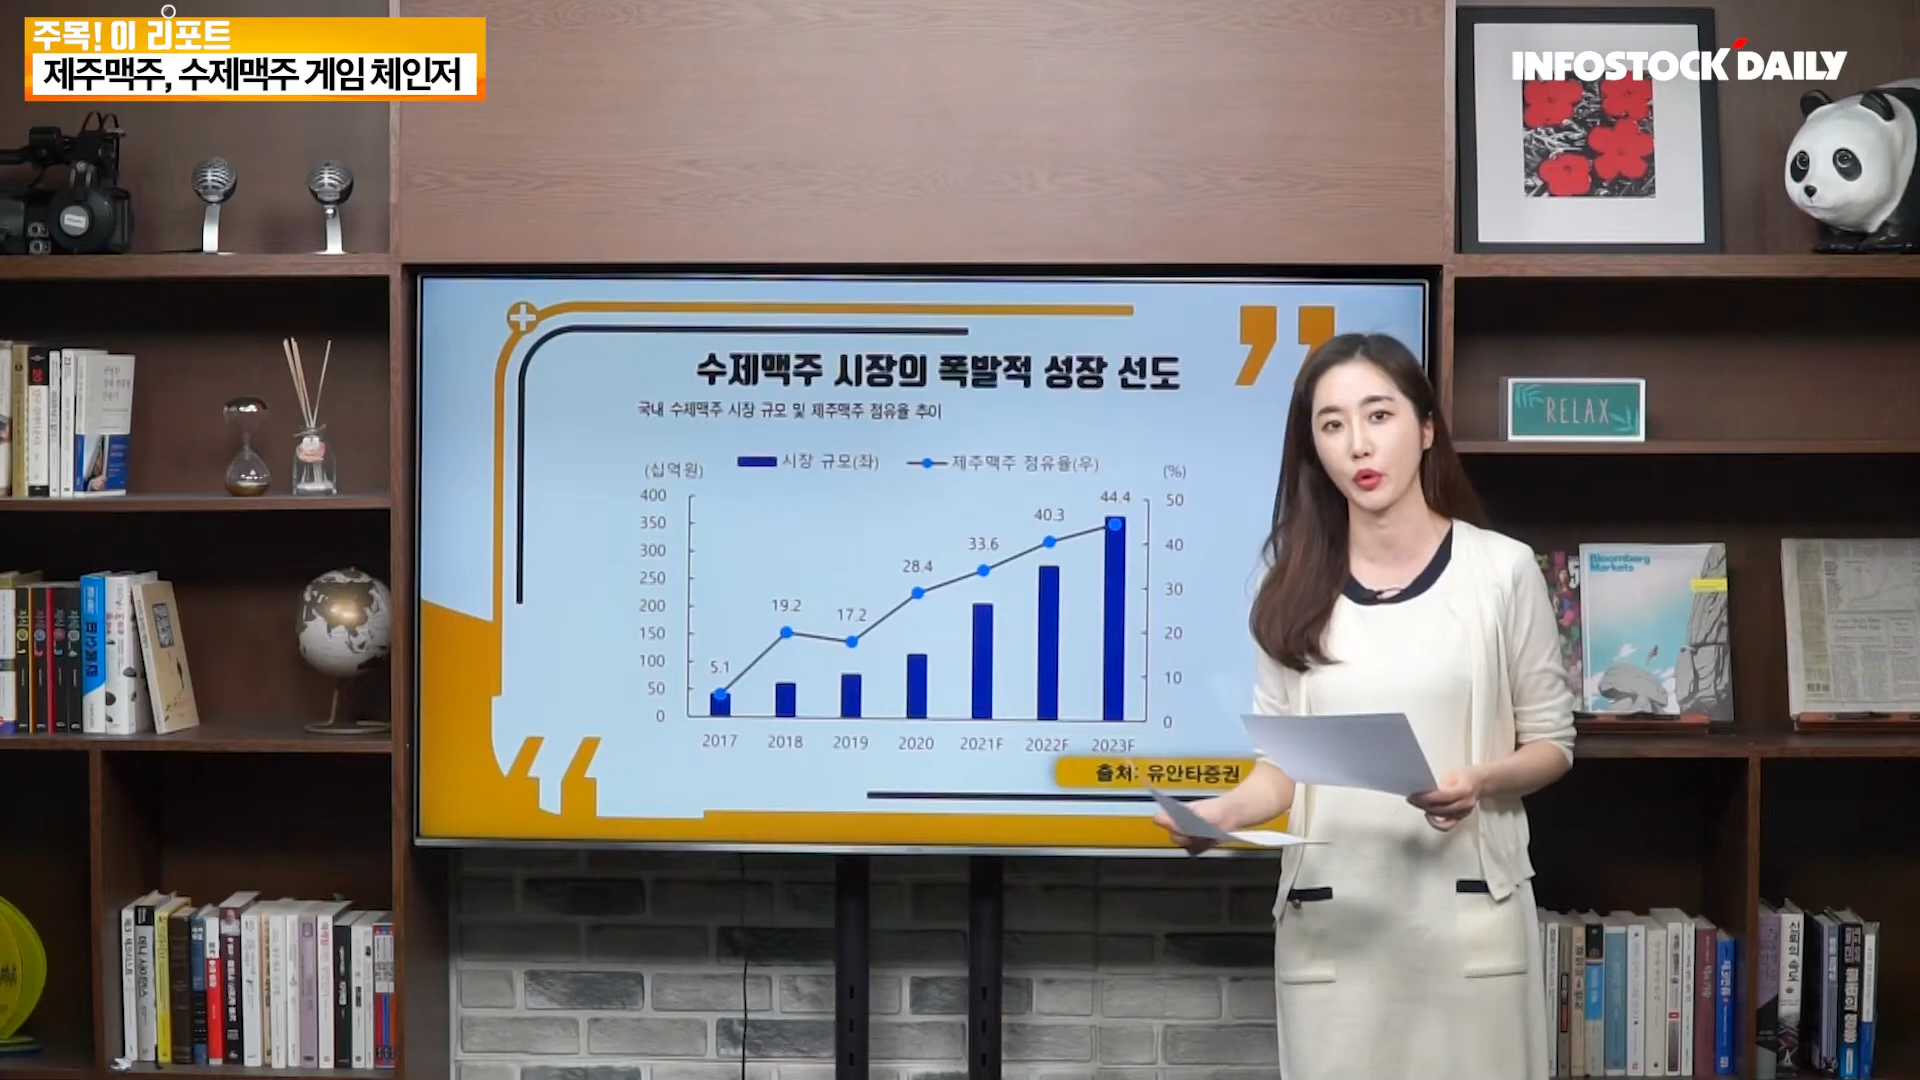 주목! 이 리포트
제주맥주, 수제맥주 게임 체인저
INFOSTOCK DAILY
수제맥주 시장의 폭발적 성장 선도
국내 수제맥주 시장 규모 및 제주맥주 점유율 추이
(십억원)
시장 규모(좌)
제주맥주 점유율(우)
(%)
400
350
300
250
200
150
100
50
0
50
40
30
20
10
0
5.1
19.2
17.2
28.4
33.6
40.3
44.4
2017
2018
2019
2020
2021F
2022F
2023F
출처: 유안타증권
RELAX
Bloomberg
Markets